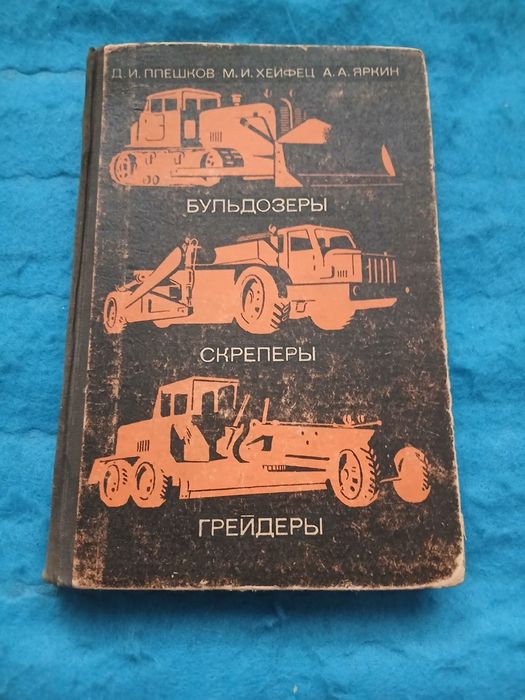 Д. И. ПЛЕШКОВ М. И. ХЕЙФЕЦ А. А. ЯРКИН
БУЛЬДОЗЕРЫ
СКРЕПЕРЫ
ГРЕЙДЕРЫ